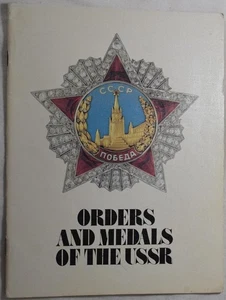 СССР
ПОБЕДА
ORDERS
AND MEDALS
OF THE USSR